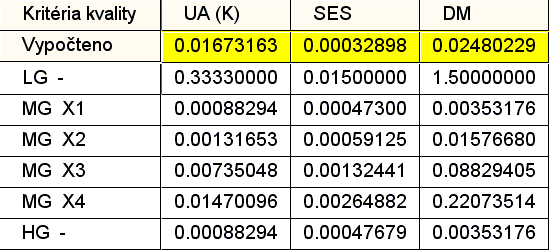 Kritéria kvality UA (K) SES DM
Vypočteno 0.01673163 0.00032898 0.02480229
LG - 0.33330000 0.01500000 1.50000000
MG X1 0.00088294 0.00047300 0.00353176
MG X2 0.00131653 0.00059125 0.01576680
MG X3 0.00735048 0.00132441 0.08829405
MG X4 0.01470096 0.00264882 0.22073514
HG - 0.00088294 0.00047679 0.00353176